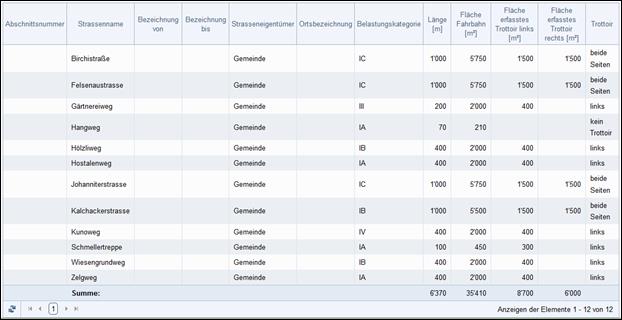 Abschnittsnummer Strassenname Bezeichnung von Bezeichnung bis Strasseneigentümer Ortsbezeichnung Belastungskategorie Länge [m] Fläche Fahrbahn [m²] Fläche erfasstes Trottoir links [m²] Fläche erfasstes Trottoir rechts [m²] Trottoir
Birchistraße Gemeinde IC 1'000 5'750 1'500 1'500 beide Seiten
Felsenaustrasse Gemeinde IC 1'000 5'750 1'500 1'500 beide Seiten
Gärtnereiweg Gemeinde III 200 2'000 400 links
Hangweg Gemeinde IA 70 210 kein Trottoir
Hölzliweg Gemeinde IB 400 2'000 400 links
Hostalenweg Gemeinde IA 400 2'000 400 links
Johanniterstrasse Gemeinde IC 1'000 5'750 1'500 1'500 beide Seiten
Kalchackerstrasse Gemeinde IB 1'000 5'500 1'500 1'500 beide Seiten
Kunoweg Gemeinde IV 400 2'000 400 links
Schmellertreppe Gemeinde IA 100 450 300 links
Wiesengrundweg Gemeinde IB 400 2'000 400 links
Zelgweg Gemeinde IA 400 2'000 400 links
Summe: 6'370 35'410 8'700 6'000
1 Anzeigen der Elemente 1 - 12 von 12